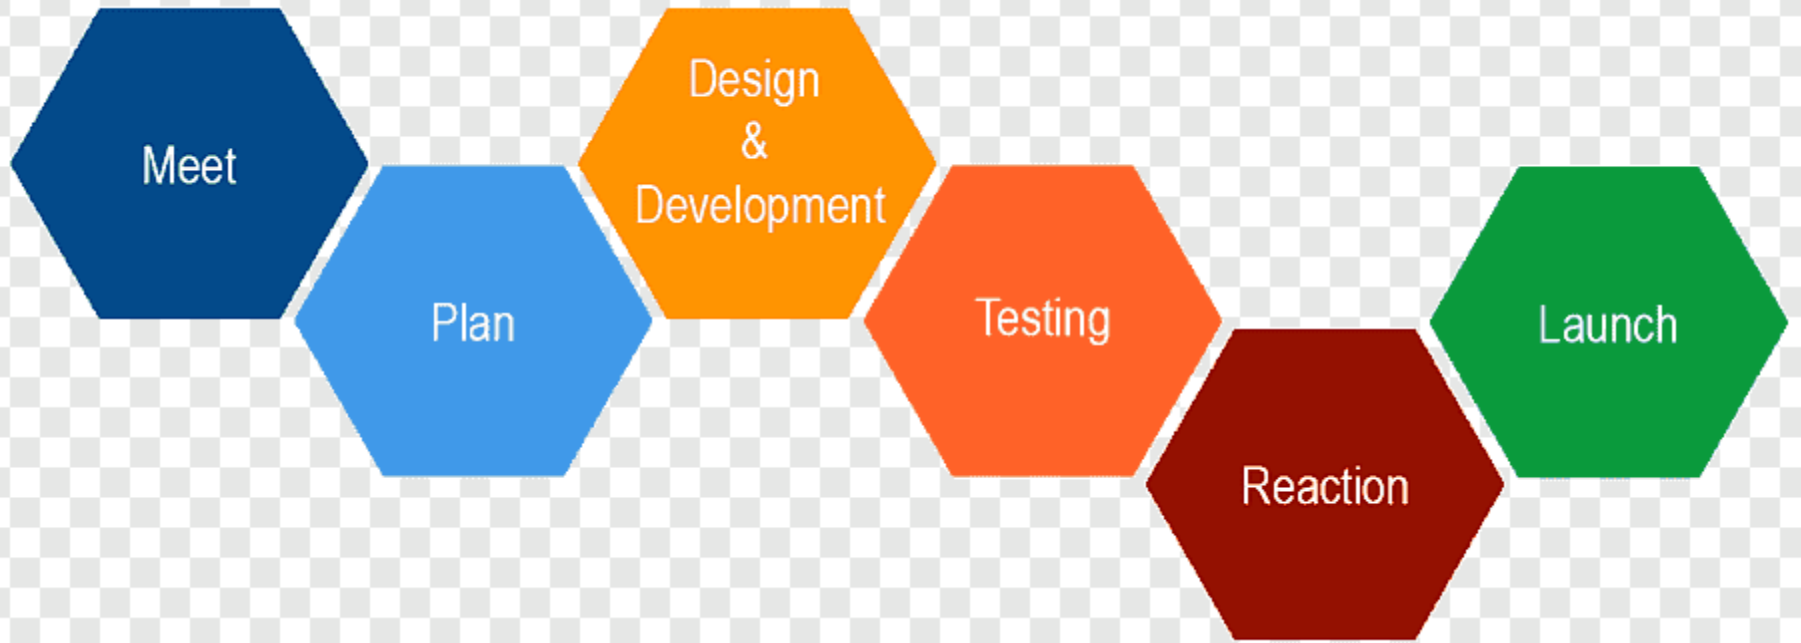 Meet
Plan
Design
&
Development
Testing
Reaction
Launch